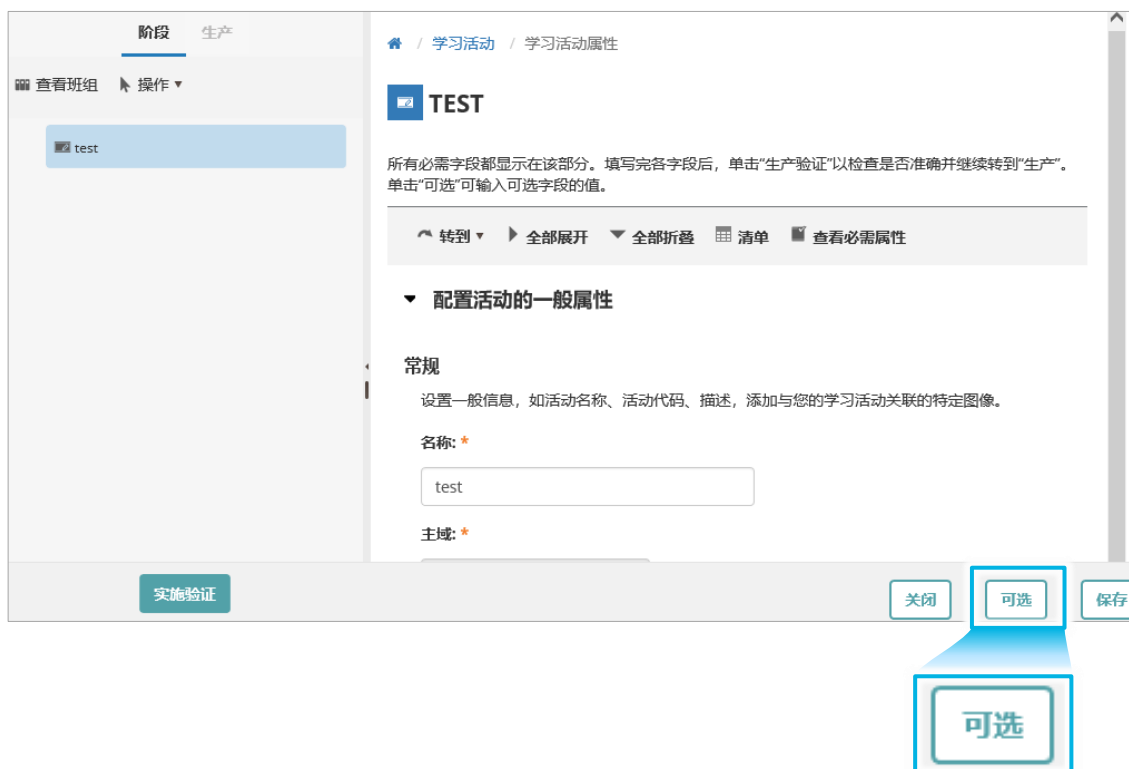 阶段 生产
查看班组 操作
test
/ 学习活动 / 学习活动属性
TEST
所有必需字段都显示在该部分。填写完各字段后，单击“生产验证”以检查是否准确并继续转到“生产”。
单击“可选”可输入可选字段的值。
转到 全部展开 全部折叠 清单 查看必需属性
配置活动的一般属性
常规
设置一般信息，如活动名称、活动代码、描述，添加与您的学习活动关联的特定图像。
名称: *
test
主域: *
实施验证
关闭 可选 保存
可选